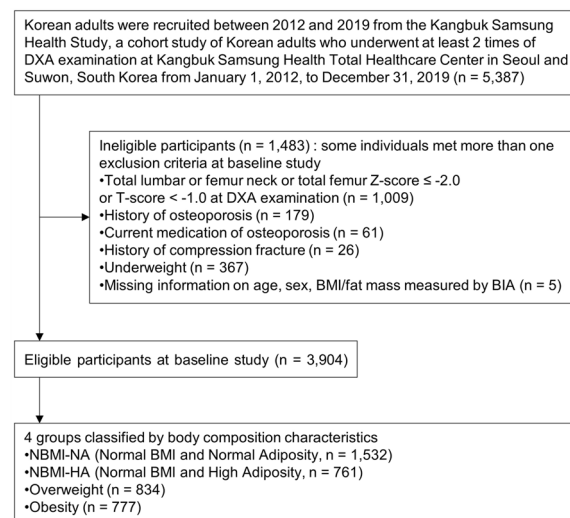 Korean adults were recruited between 2012 and 2019 from the Kangbuk Samsung
Health Study, a cohort study of Korean adults who underwent at least 2 times of
DXA examination at Kangbuk Samsung Health Total Healthcare Center in Seoul and
Suwon, South Korea from January 1, 2012, to December 31, 2019 (n = 5,387)
Ineligible participants (n = 1,483) : some individuals met more than one
exclusion criteria at baseline study
•Total lumbar or femur neck or total femur Z-score ≤ -2.0
or T-score < -1.0 at DXA examination (n = 1,009)
•History of osteoporosis (n = 179)
•Current medication of osteoporosis (n = 61)
•History of compression fracture (n = 26)
•Underweight (n = 367)
•Missing information on age, sex, BMI/fat mass measured by BIA (n = 5)
Eligible participants at baseline study (n = 3,904)
4 groups classified by body composition characteristics
•NBMI-NA (Normal BMI and Normal Adiposity, n = 1,532)
•NBMI-HA (Normal BMI and High Adiposity, n = 761)
•Overweight (n = 834)
•Obesity (n = 777)